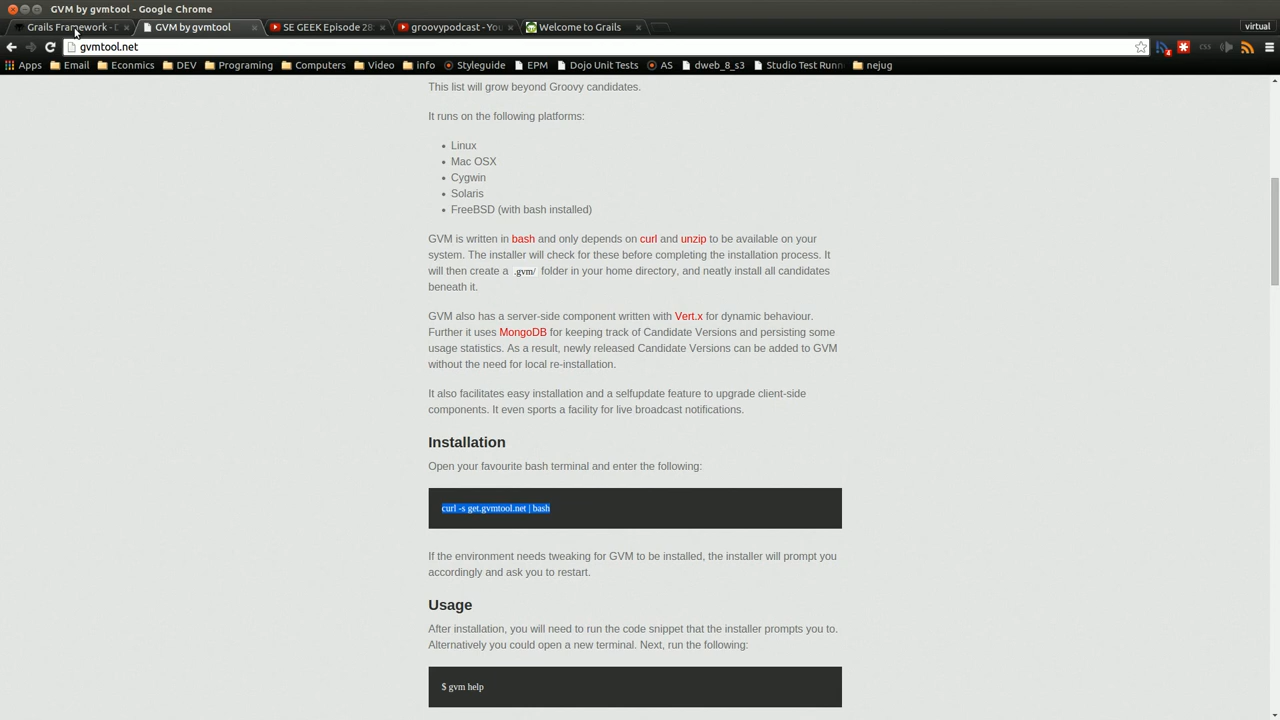 GVM by gvmtool - Google Chrome
Grails Framework - D
GVM by gvmtool
SE GEEK Episode 28:
groovypodcast - You
Welcome to Grails
virtual
gvmtool.net
Apps Email Econmics DEV Programing Computers Video info Styleguide EPM Dojo Unit Tests AS dweb_8_s3 Studio Test Runn nejug
This list will grow beyond Groovy candidates.
It runs on the following platforms:
• Linux
• Mac OSX
• Cygwin
• Solaris
• FreeBSD (with bash installed)
GVM is written in bash and only depends on curl and unzip to be available on your
system. The installer will check for these before completing the installation process. It
will then create a .gvm/ folder in your home directory, and neatly install all candidates
beneath it.
GVM also has a server-side component written with Vert.x for dynamic behaviour.
Further it uses MongoDB for keeping track of Candidate Versions and persisting some
usage statistics. As a result, newly released Candidate Versions can be added to GVM
without the need for local re-installation.
It also facilitates easy installation and a selfupdate feature to upgrade client-side
components. It even sports a facility for live broadcast notifications.
Installation
Open your favourite bash terminal and enter the following:
curl -s get.gvmtool.net | bash
If the environment needs tweaking for GVM to be installed, the installer will prompt you
accordingly and ask you to restart.
Usage
After installation, you will need to run the code snippet that the installer prompts you to.
Alternatively you could open a new terminal. Next, run the following:
$ gvm help